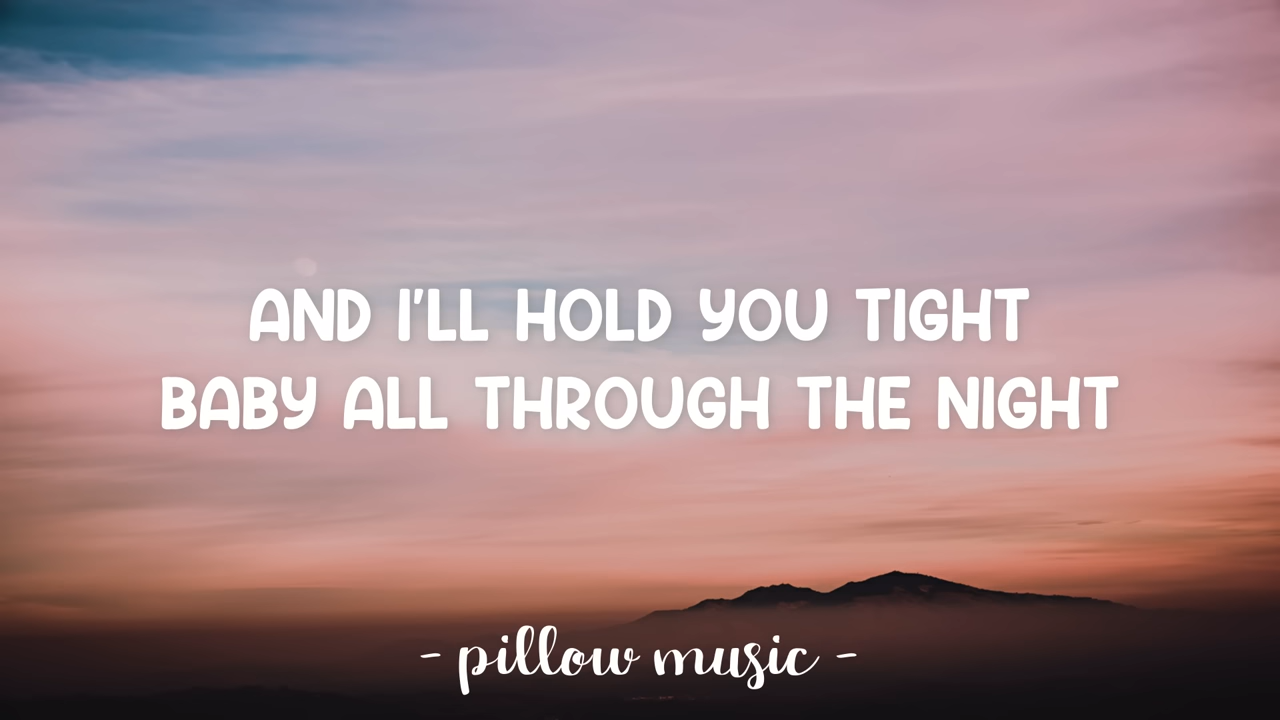 AND I'LL HOLD YOU TIGHT
BABY ALL THROUGH THE NIGHT
- pillow music -